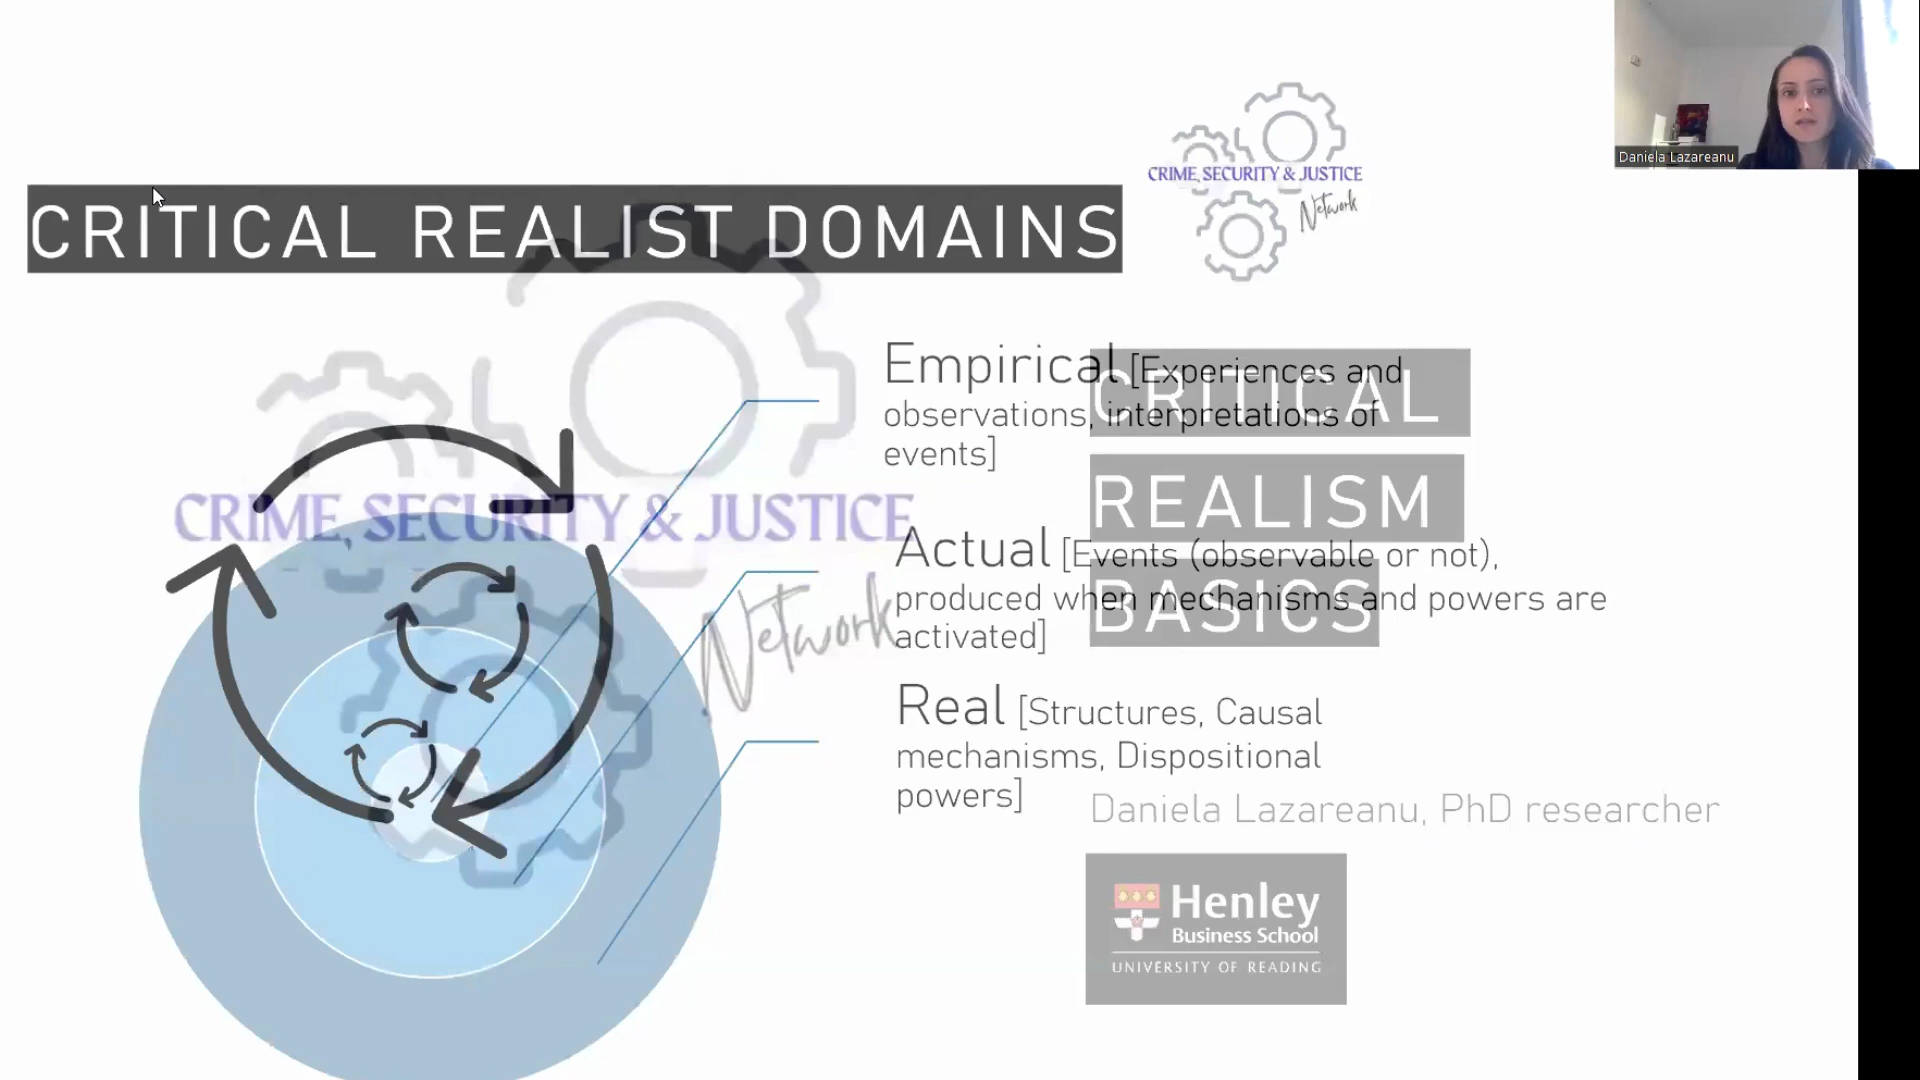 Daniela Lazareanu
CRIME, SECURITY & JUSTICE
Network
CRITICAL REALIST DOMAINS
Empirical [Experiences and
observations, interpretations of
events]
Actual [Events (observable or not),
produced when mechanisms and powers are
activated]
Real [Structures, Causal
mechanisms, Dispositional
powers]
CRIME, SECURITY & JUSTICE
Network
CRITICAL
REALISM
BASICS
Daniela Lazareanu, PhD researcher
Henley
Business School
UNIVERSITY OF READING